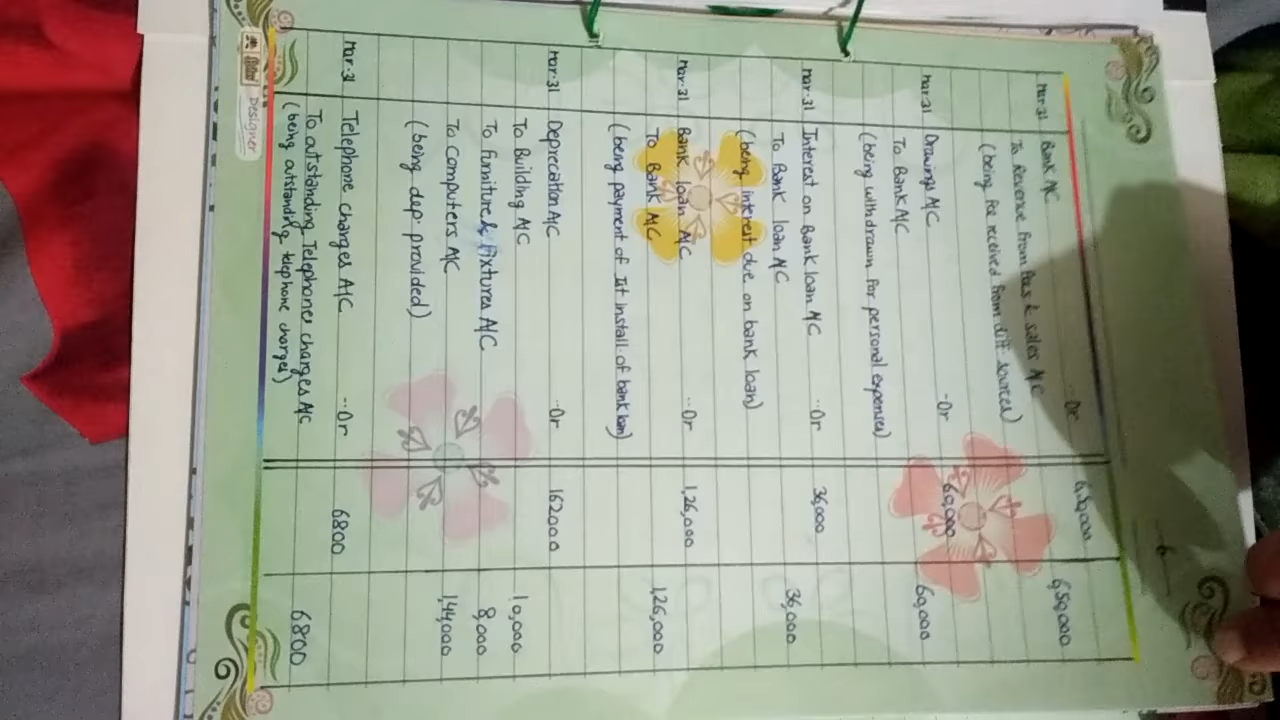 -6-
Mar.31 Bank A/C --Dr 6,50,000
To Revenue from fees & sales A/C 6,50,000
(being fee received from diff. sources)
Mar.31 Drawings A/C -Dr 60,000
To Bank A/C 60,000
(being withdrawn for personal expenses)
Mar.31 Interest on Bank loan A/C --Dr 36,000
To Bank loan A/C 36,000
(being interest due on bank loan)
Mar.31 Bank loan A/C --Dr 1,26,000
To Bank A/C 1,26,000
(being payment of Ist install. of bank loan)
Mar.31 Deprecation A/C --Dr 162000
To Building A/C 10,000
To Furniture & Fixtures A/C 8,000
To computers A/C 1,44,000
(being dep. provided)
Mar.31 Telephone charges A/C --Dr 6800
To outstanding Telephones charges A/C 6800
(being outstanding telephone charges)
Designer